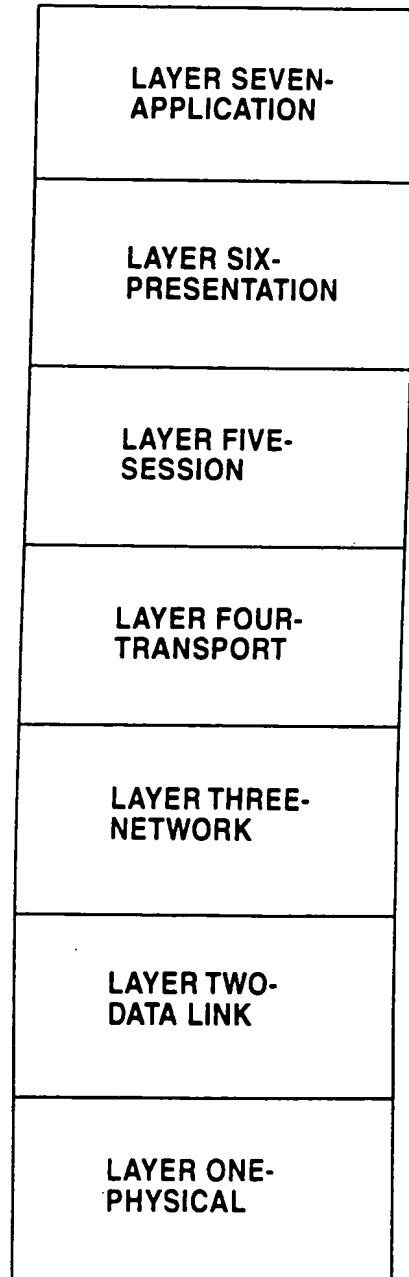 LAYER SEVEN-
APPLICATION
LAYER SIX-
PRESENTATION
LAYER FIVE-
SESSION
LAYER FOUR-
TRANSPORT
LAYER THREE-
NETWORK
LAYER TWO-
DATA LINK
LAYER ONE-
PHYSICAL